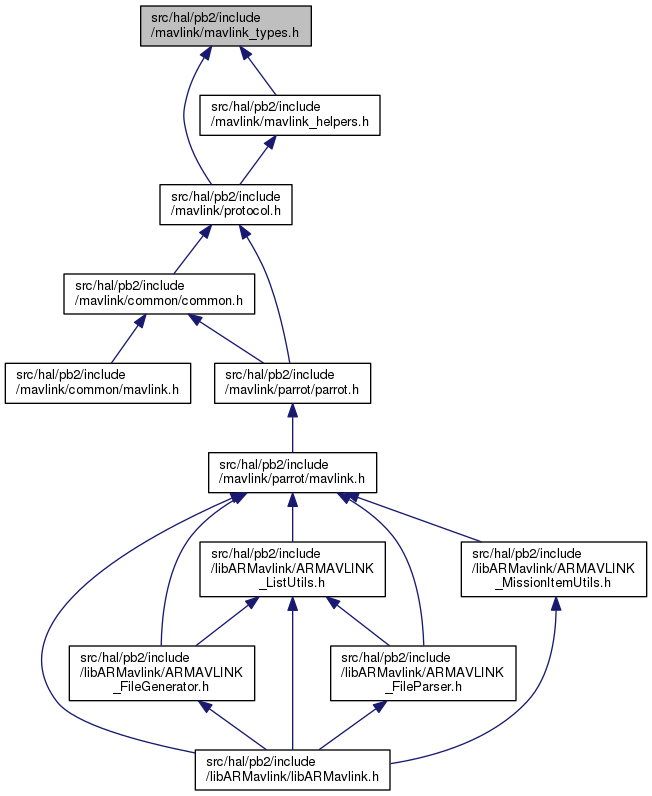 src/hal/pb2/include
/mavlink/mavlink_types.h
src/hal/pb2/include
/mavlink/mavlink_helpers.h
src/hal/pb2/include
/mavlink/protocol.h
src/hal/pb2/include
/mavlink/common/common.h
src/hal/pb2/include
/mavlink/common/mavlink.h
src/hal/pb2/include
/mavlink/parrot/parrot.h
src/hal/pb2/include
/mavlink/parrot/mavlink.h
src/hal/pb2/include
/libARMavlink/ARMAVLINK
_ListUtils.h
src/hal/pb2/include
/libARMavlink/ARMAVLINK
_MissionItemUtils.h
src/hal/pb2/include
/libARMavlink/ARMAVLINK
_FileGenerator.h
src/hal/pb2/include
/libARMavlink/ARMAVLINK
_FileParser.h
src/hal/pb2/include
/libARMavlink/libARMavlink.h